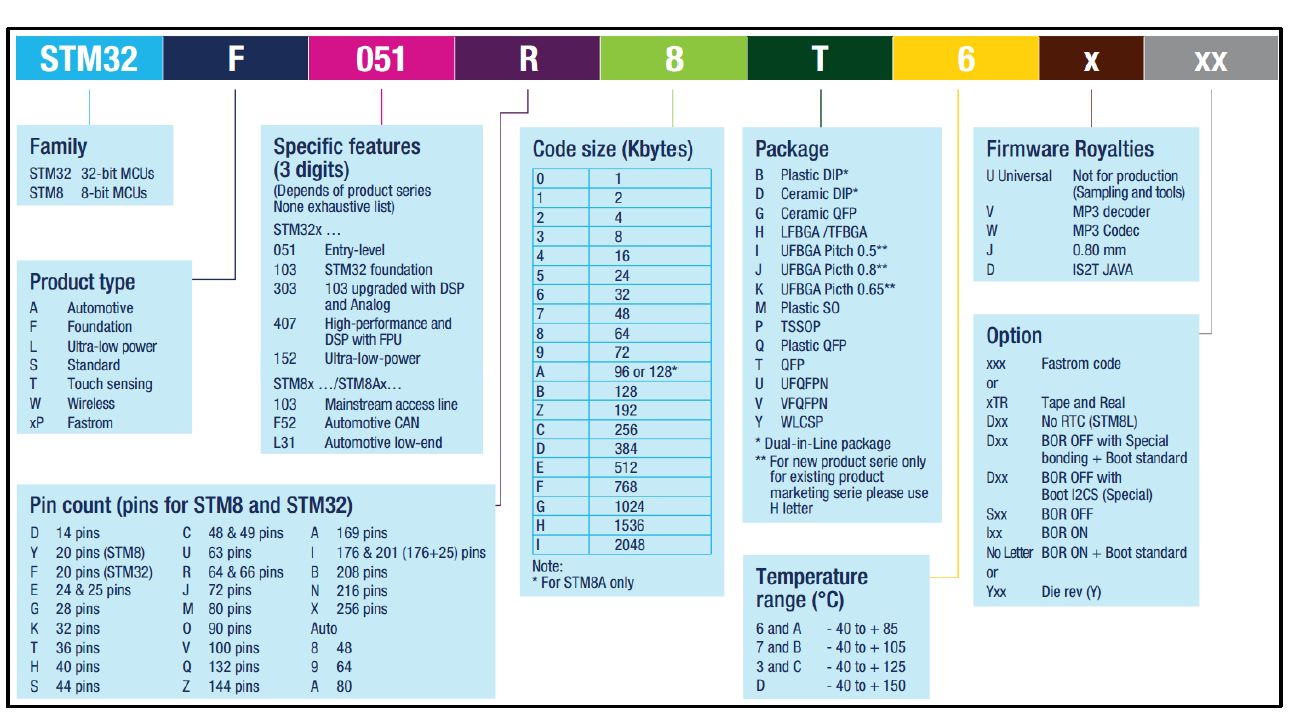 STM32 F 051 R 8 T 6 x xx
Family
STM32 32-bit MCUs
STM8 8-bit MCUs
Product type
A Automotive
F Foundation
L Ultra-low power
S Standard
T Touch sensing
W Wireless
xP Fastrom
Specific features
(3 digits)
(Depends of product series
None exhaustive list)
STM32x ...
051 Entry-level
103 STM32 foundation
303 103 upgraded with DSP
and Analog
407 High-performance and
DSP with FPU
152 Ultra-low-power
STM8x .../STM8Ax...
103 Mainstream access line
F52 Automotive CAN
L31 Automotive low-end
Pin count (pins for STM8 and STM32)
D 14 pins
Y 20 pins (STM8)
F 20 pins (STM32)
E 24 & 25 pins
G 28 pins
K 32 pins
T 36 pins
H 40 pins
S 44 pins
C 48 & 49 pins
U 63 pins
R 64 & 66 pins
J 72 pins
M 80 pins
O 90 pins
V 100 pins
Q 132 pins
Z 144 pins
A 169 pins
I 176 & 201 (176+25) pins
B 208 pins
N 216 pins
X 256 pins
Auto
8 48
9 64
A 80
Code size (Kbytes)
0 1
1 2
2 4
3 8
4 16
5 24
6 32
7 48
8 64
9 72
A 96 or 128*
B 128
Z 192
C 256
D 384
E 512
F 768
G 1024
H 1536
I 2048
Note:
* For STM8A only
Package
B Plastic DIP*
D Ceramic DIP*
G Ceramic QFP
H LFBGA /TFBGA
I UFBGA Pitch 0.5**
J UFBGA Picth 0.8**
K UFBGA Picth 0.65**
M Plastic SO
P TSSOP
Q Plastic QFP
T QFP
U UFQFPN
V VFQFPN
Y WLCSP
* Dual-in-Line package
** For new product serie only
for existing product
marketing serie please use
H letter
Temperature
range (°C)
6 and A - 40 to + 85
7 and B - 40 to + 105
3 and C - 40 to + 125
D - 40 to + 150
Firmware Royalties
U Universal Not for production
(Sampling and tools)
V MP3 decoder
W MP3 Codec
J 0.80 mm
D IS2T JAVA
Option
xxx Fastrom code
or
xTR Tape and Real
Dxx No RTC (STM8L)
Dxx BOR OFF with Special
bonding + Boot standard
Dxx BOR OFF with
Boot I2CS (Special)
Sxx BOR OFF
Ixx BOR ON
No Letter BOR ON + Boot standard
or
Yxx Die rev (Y)